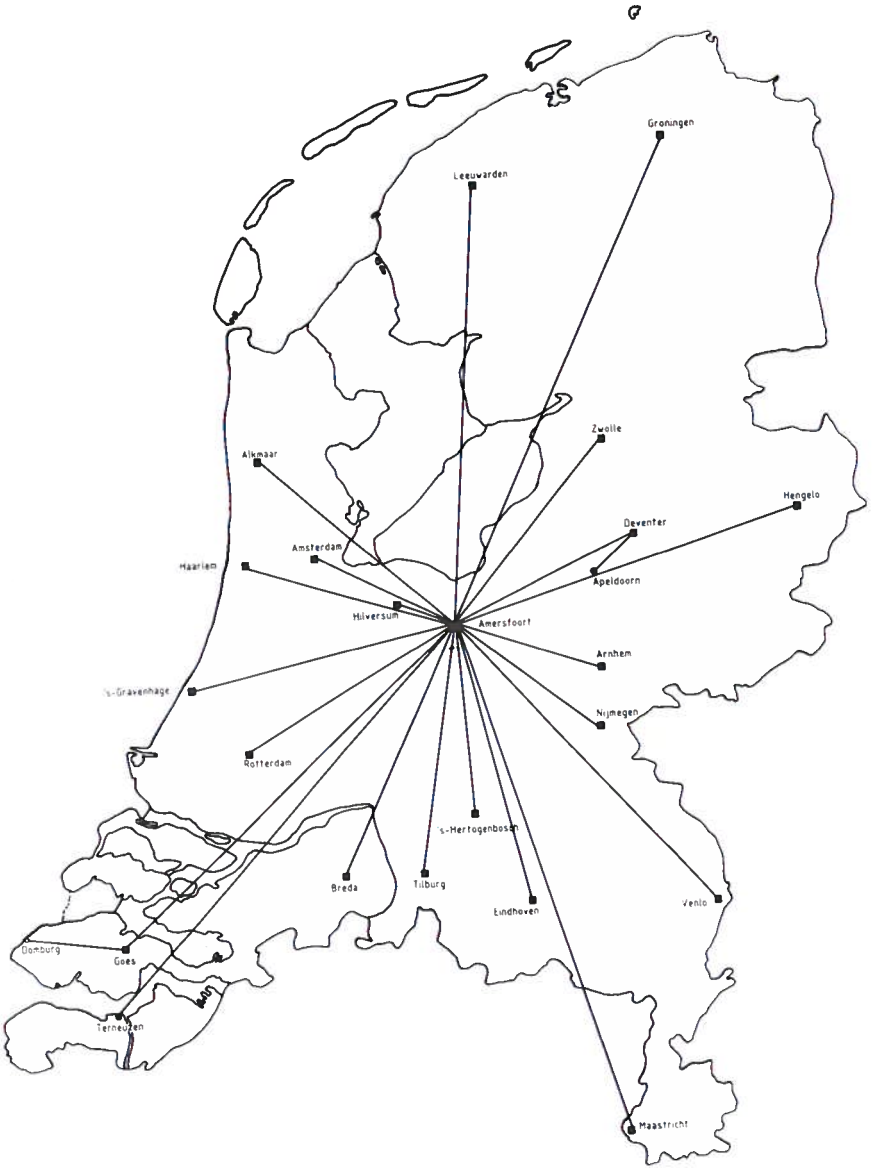 Groningen
Leeuwarden
Zwolle
Alkmaar
Hengelo
Deventer
Amsterdam
Haarlem
Apeldoorn
Hilversum
Amersfoort
Arnhem
's-Gravenhage
Nijmegen
Rotterdam
's-Hertogenbosch
Breda
Tilburg
Eindhoven
Venlo
Domburg
Goes
Terneuzen
Maastricht